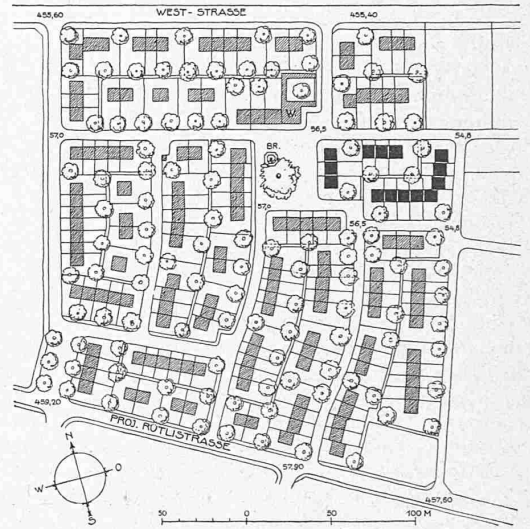 WEST-STRASSE
455,60
455,40
W
57,0
56,5
54,8
BR.
57,0
56,5
54,5
459,20
PROJ. RÜTLISTRASSE
57,90
457,60
N
O
W
S
50 0 50 100 M